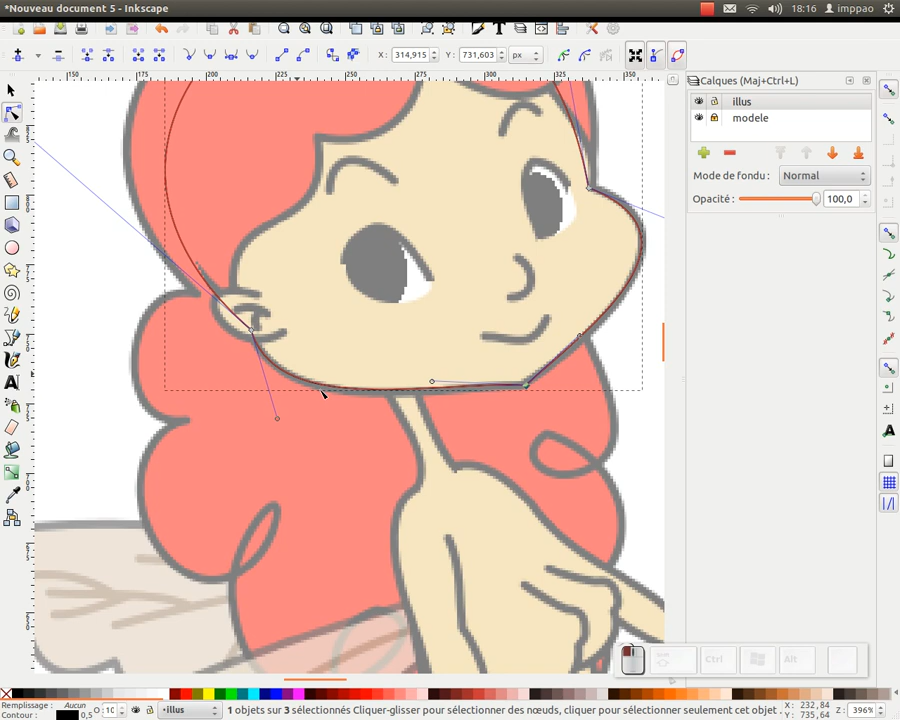 *Nouveau document 5 - Inkscape
18:16
imppao
X:
314,915
Y:
731,603
px
150
175
200
225
250
275
300
325
350
Calques (Maj+Ctrl+L)
illus
modele
Mode de fond :
Normal
Opacité :
100,0
Ctrl
Alt
Remplissage :
Contour :
0,5
O:
•illus
1 objets sur 3 sélectionnés Cliquer-glisser pour sélectionner des nœuds, cliquer pour sélectionner seulement cet objet .
X: 232,84
Y: 735,64
Z:
396%